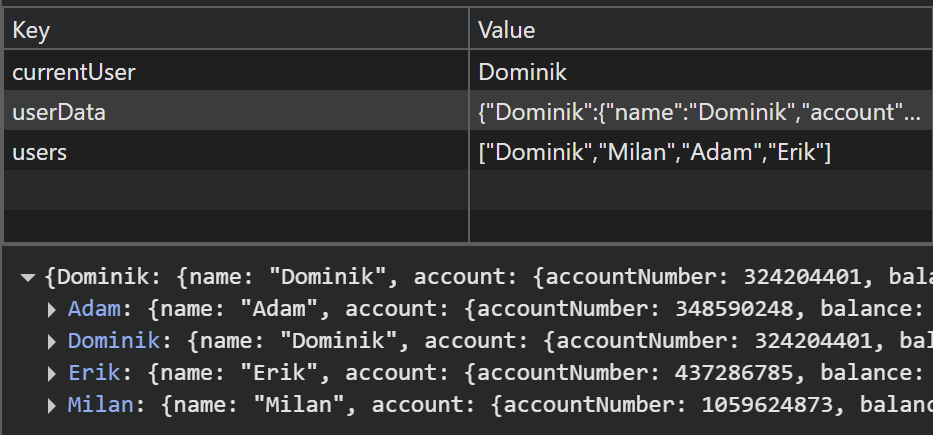 Key Value
currentUser Dominik
userData {"Dominik":{"name":"Dominik","account"...
users ["Dominik","Milan","Adam","Erik"]
{Dominik: {name: "Dominik", account: {accountNumber: 324204401, bala
Adam: {name: "Adam", account: {accountNumber: 348590248, balance:
Dominik: {name: "Dominik", account: {accountNumber: 324204401, bal
Erik: {name: "Erik", account: {accountNumber: 437286785, balance:
Milan: {name: "Milan", account: {accountNumber: 1059624873, balanc